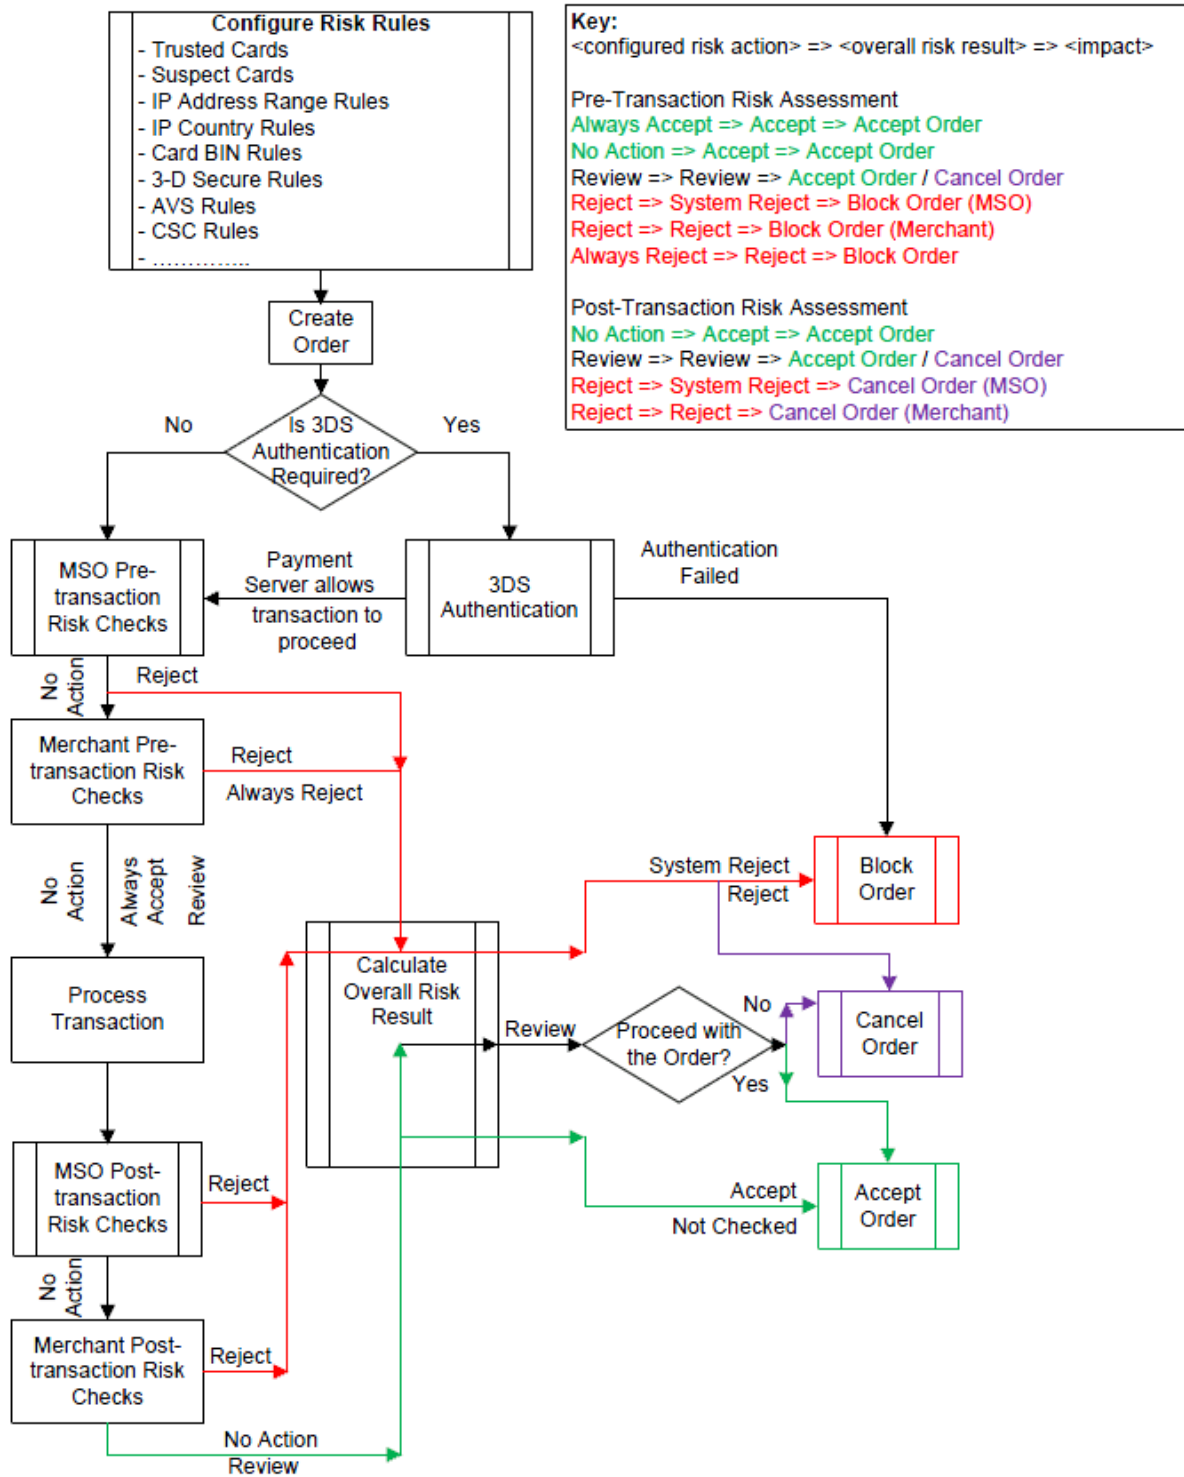 Configure Risk Rules
- Trusted Cards
- Suspect Cards
- IP Address Range Rules
- IP Country Rules
- Card BIN Rules
- 3-D Secure Rules
- AVS Rules
- CSC Rules
- …………..
Key:
<configured risk action> => <overall risk result> => <impact>
Pre-Transaction Risk Assessment
Always Accept => Accept => Accept Order
No Action => Accept => Accept Order
Review => Review => Accept Order / Cancel Order
Reject => System Reject => Block Order (MSO)
Reject => Reject => Block Order (Merchant)
Always Reject => Reject => Block Order
Post-Transaction Risk Assessment
No Action => Accept => Accept Order
Review => Review => Accept Order / Cancel Order
Reject => System Reject => Cancel Order (MSO)
Reject => Reject => Cancel Order (Merchant)
Create
Order
No
Is 3DS
Authentication
Required?
Yes
MSO Pre-
transaction
Risk Checks
Payment
Server allows
transaction to
proceed
3DS
Authentication
Authentication
Failed
No
Action
Reject
Merchant Pre-
transaction Risk
Checks
Reject
Always Reject
No
Action
Always
Accept
Review
System Reject
Reject
Block
Order
Process
Transaction
Calculate
Overall Risk
Result
Review
Proceed with
the Order?
No
Yes
Cancel
Order
MSO Post-
transaction
Risk Checks
Reject
Accept
Not Checked
Accept
Order
No
Action
Merchant Post-
transaction Risk
Checks
Reject
No Action
Review